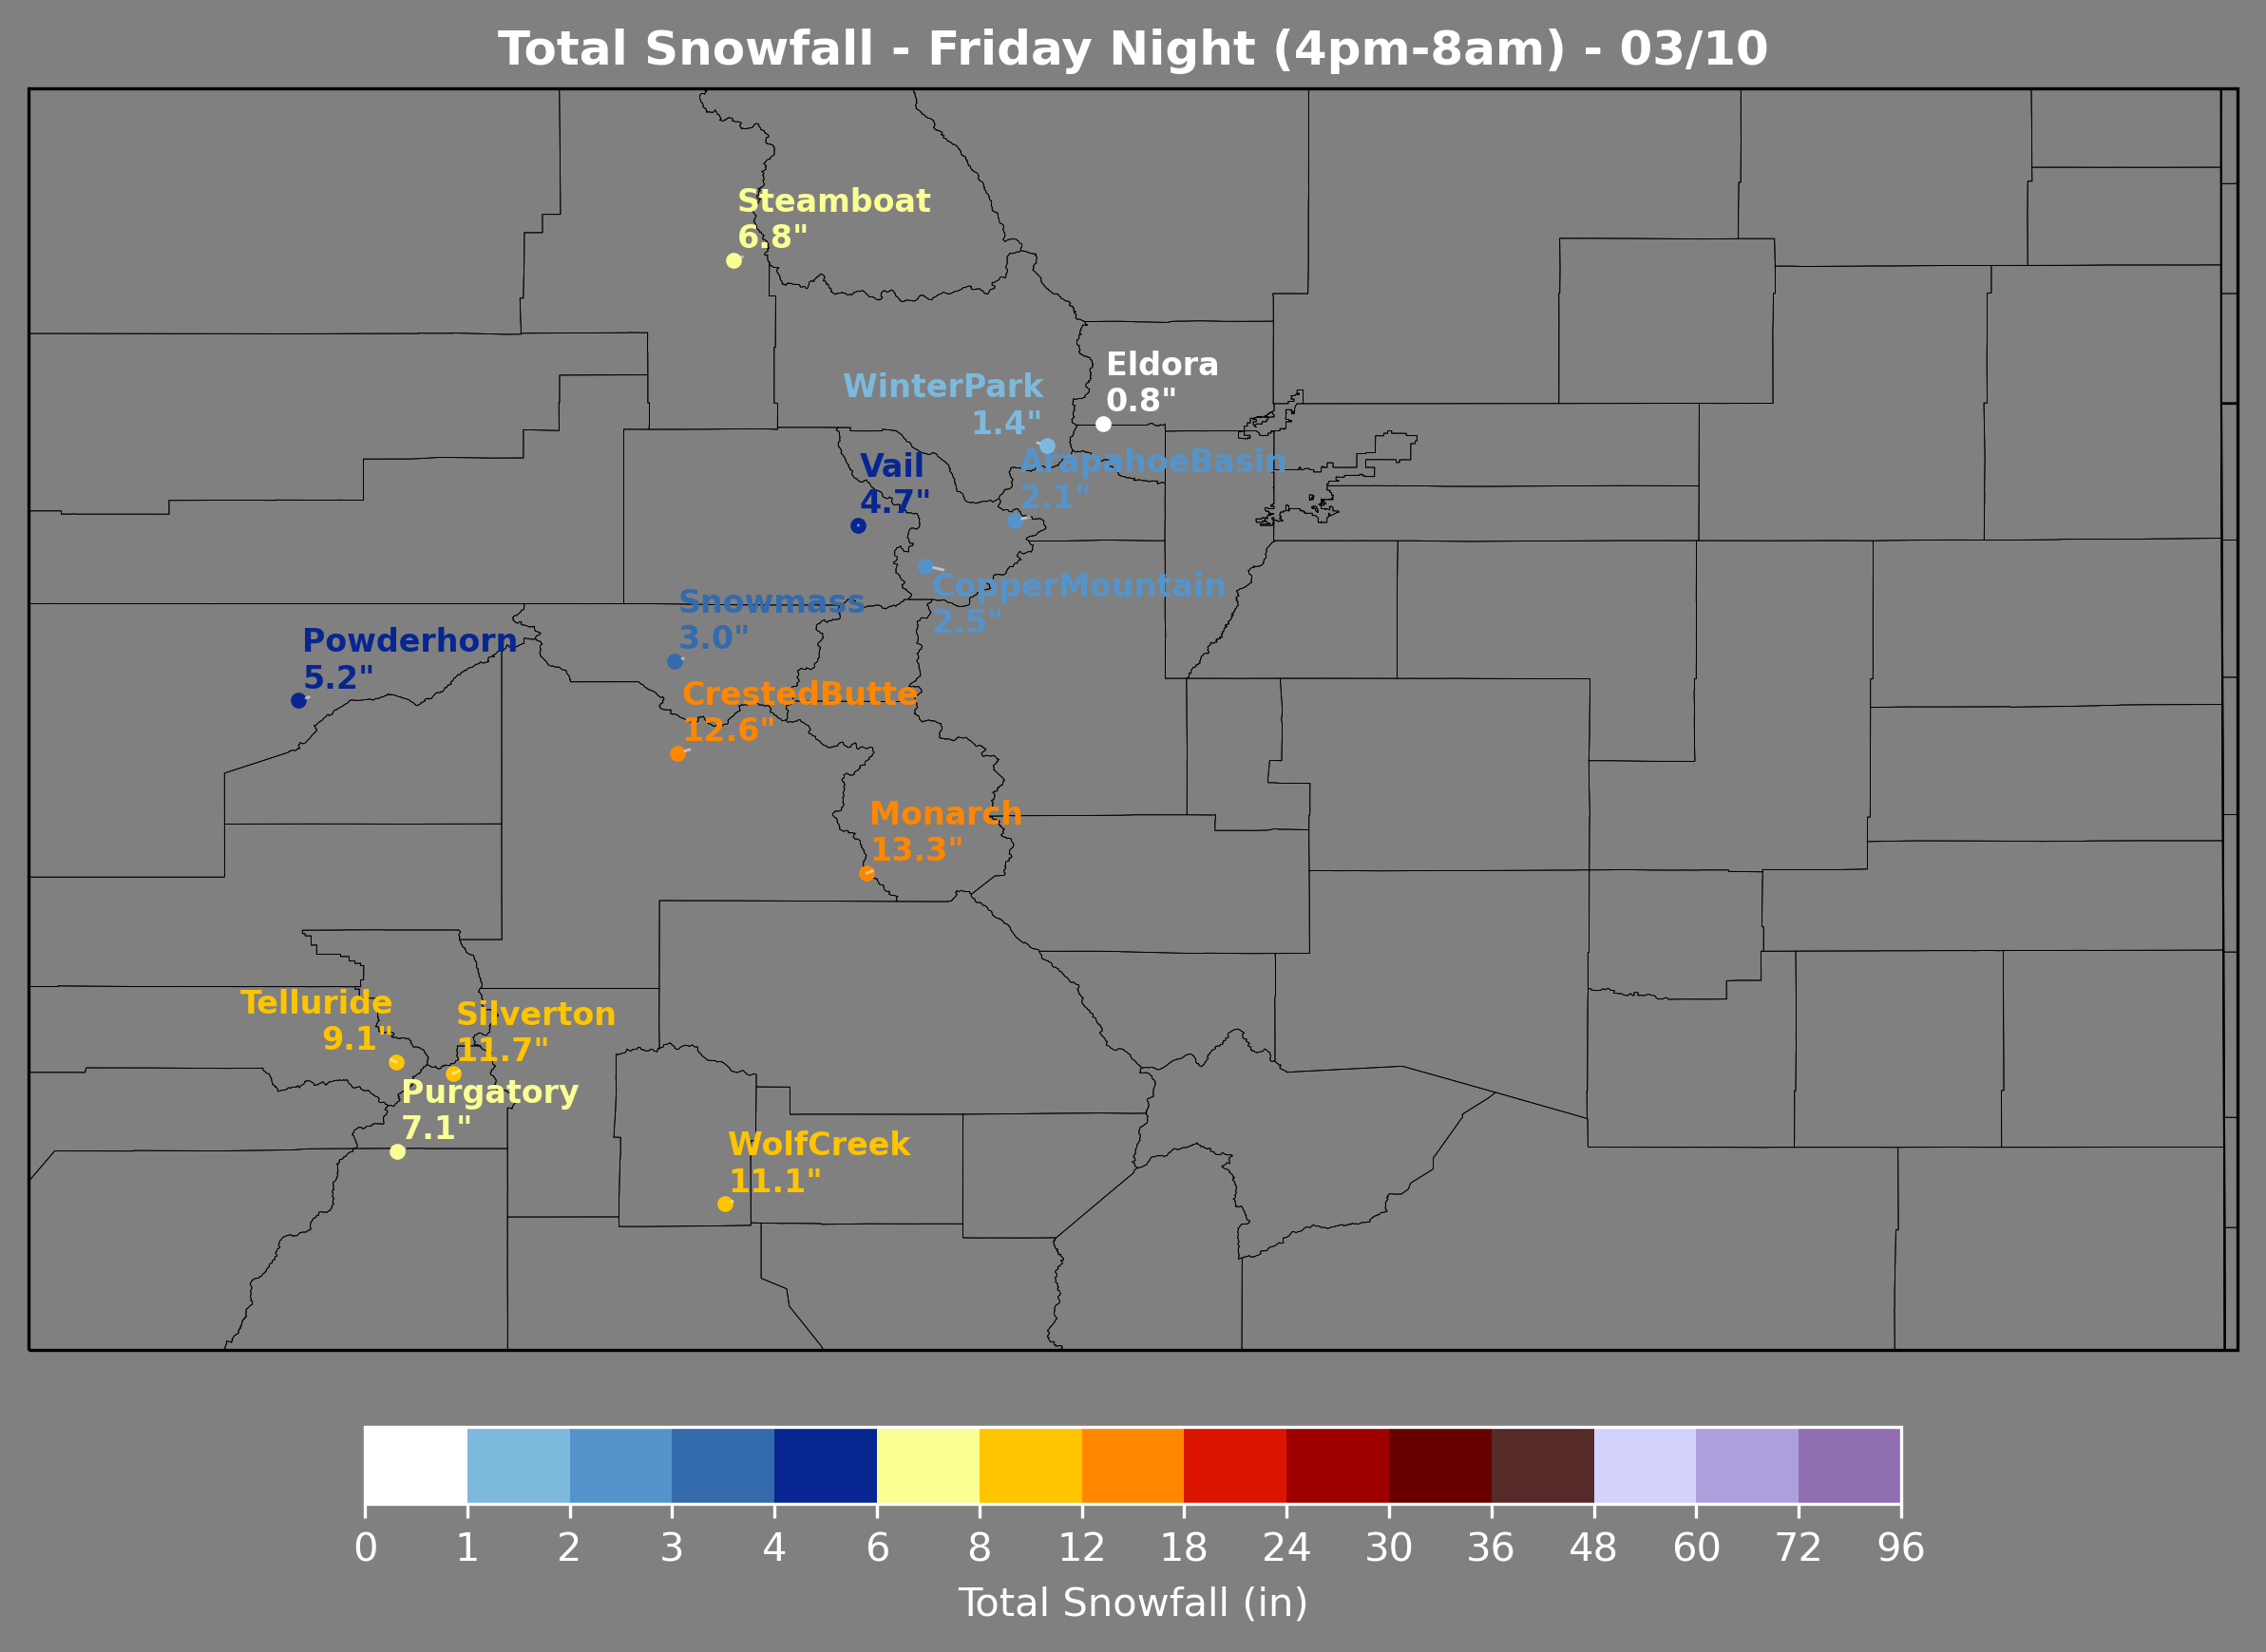 Total Snowfall - Friday Night (4pm-8am) - 03/10
Steamboat
6.8"
Eldora
0.8"
WinterPark
1.4"
ArapahoeBasin
2.1"
Vail
4.7"
CopperMountain
2.5"
Snowmass
3.0"
Powderhorn
5.2"
CrestedButte
12.6"
Monarch
13.3"
Telluride
9.1"
Silverton
11.7"
Purgatory
7.1"
WolfCreek
11.1"
0 1 2 3 4 6 8 12 18 24 30 36 48 60 72 96
Total Snowfall (in)